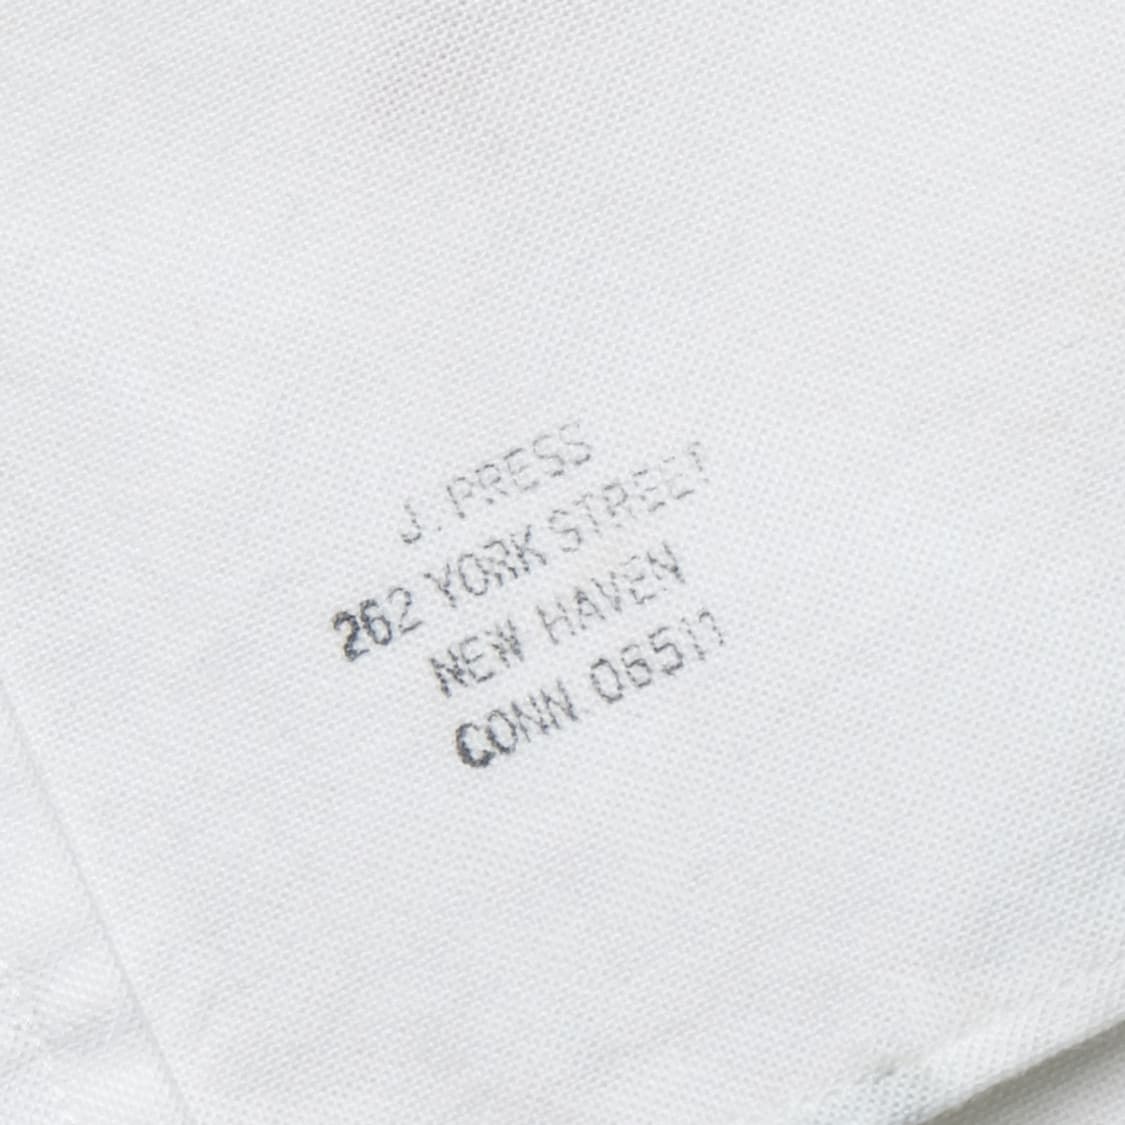 J. PRESS
262 YORK STREET
NEW HAVEN
CONN 06511